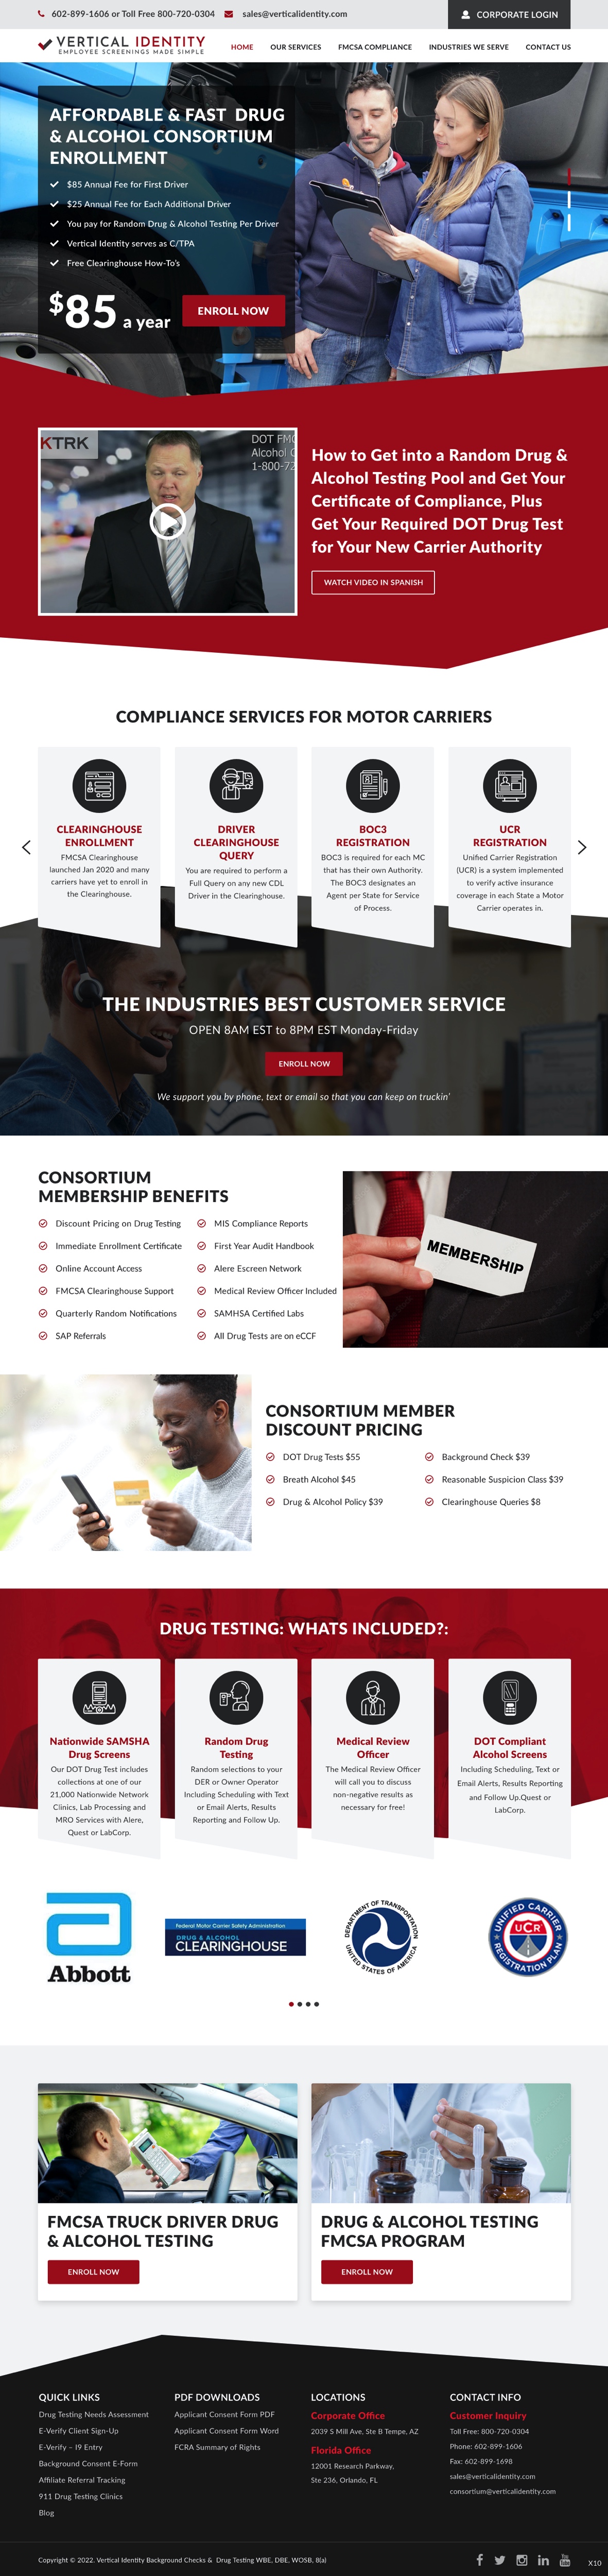 602-899-1606 or Toll Free 800-720-0304
sales@verticalidentity.com
CORPORATE LOGIN
VERTICAL IDENTITY
EMPLOYEE SCREENINGS MADE SIMPLE
HOME
OUR SERVICES
FMCSA COMPLIANCE
INDUSTRIES WE SERVE
CONTACT US
AFFORDABLE & FAST DRUG
& ALCOHOL CONSORTIUM
ENROLLMENT
$85 Annual Fee for First Driver
$25 Annual Fee for Each Additional Driver
You pay for Random Drug & Alcohol Testing Per Driver
Vertical Identity serves as C/TPA
Free Clearinghouse How-To's
$85 a year
ENROLL NOW
KTRK
DOT FMC
Alcohol C
1-800-72
How to Get into a Random Drug &
Alcohol Testing Pool and Get Your
Certificate of Compliance, Plus
Get Your Required DOT Drug Test
for Your New Carrier Authority
WATCH VIDEO IN SPANISH
COMPLIANCE SERVICES FOR MOTOR CARRIERS
CLEARINGHOUSE
ENROLLMENT
FMCSA Clearinghouse
launched Jan 2020 and many
carriers have yet to enroll in
the Clearinghouse.
DRIVER
CLEARINGHOUSE
QUERY
You are required to perform a
Full Query on any new CDL
Driver in the Clearinghouse.
BOC3
REGISTRATION
BOC3 is required for each MC
that has their own Authority.
The BOC3 designates an
Agent per State for Service
of Process.
UCR
REGISTRATION
Unified Carrier Registration
(UCR) is a system implemented
to verify active insurance
coverage in each State a Motor
Carrier operates in.
THE INDUSTRIES BEST CUSTOMER SERVICE
OPEN 8AM EST to 8PM EST Monday-Friday
ENROLL NOW
We support you by phone, text or email so that you can keep on truckin'
CONSORTIUM
MEMBERSHIP BENEFITS
Discount Pricing on Drug Testing
Immediate Enrollment Certificate
Online Account Access
FMCSA Clearinghouse Support
Quarterly Random Notifications
SAP Referrals
MIS Compliance Reports
First Year Audit Handbook
Alere Escreen Network
Medical Review Officer Included
SAMHSA Certified Labs
All Drug Tests are on eCCF
MEMBERSHIP
CONSORTIUM MEMBER
DISCOUNT PRICING
DOT Drug Tests $55
Breath Alcohol $45
Drug & Alcohol Policy $39
Background Check $39
Reasonable Suspicion Class $39
Clearinghouse Queries $8
DRUG TESTING: WHATS INCLUDED?:
Nationwide SAMSHA
Drug Screens
Our DOT Drug Test includes
collections at one of our
21,000 Nationwide Network
Clinics, Lab Processing and
MRO Services with Alere,
Quest or LabCorp.
Random Drug
Testing
Random selections to your
DER or Owner Operator
Including Scheduling with Text
or Email Alerts, Results
Reporting and Follow Up.
Medical Review
Officer
The Medical Review Officer
will call you to discuss
non-negative results as
necessary for free!
DOT Compliant
Alcohol Screens
Including Scheduling, Text or
Email Alerts, Results Reporting
and Follow Up.Quest or
LabCorp.
Abbott
Federal Motor Carrier Safety Administration
DRUG & ALCOHOL
CLEARINGHOUSE
DEPARTMENT OF TRANSPORTATION
UNITED STATES OF AMERICA
UNIFIED CARRIER
UCR
REGISTRATION PLAN
FMCSA TRUCK DRIVER DRUG
& ALCOHOL TESTING
ENROLL NOW
DRUG & ALCOHOL TESTING
FMCSA PROGRAM
ENROLL NOW
QUICK LINKS
Drug Testing Needs Assessment
E-Verify Client Sign-Up
E-Verify – I9 Entry
Background Consent E-Form
Affiliate Referral Tracking
911 Drug Testing Clinics
Blog
PDF DOWNLOADS
Applicant Consent Form PDF
Applicant Consent Form Word
FCRA Summary of Rights
LOCATIONS
Corporate Office
2039 S Mill Ave, Ste B Tempe, AZ
Florida Office
12001 Research Parkway,
Ste 236, Orlando, FL
CONTACT INFO
Customer Inquiry
Toll Free: 800-720-0304
Phone: 602-899-1606
Fax: 602-899-1698
sales@verticalidentity.com
consortium@verticalidentity.com
Copyright © 2022. Vertical Identity Background Checks & Drug Testing WBE, DBE, WOSB, 8(a)
You
Tube
X10